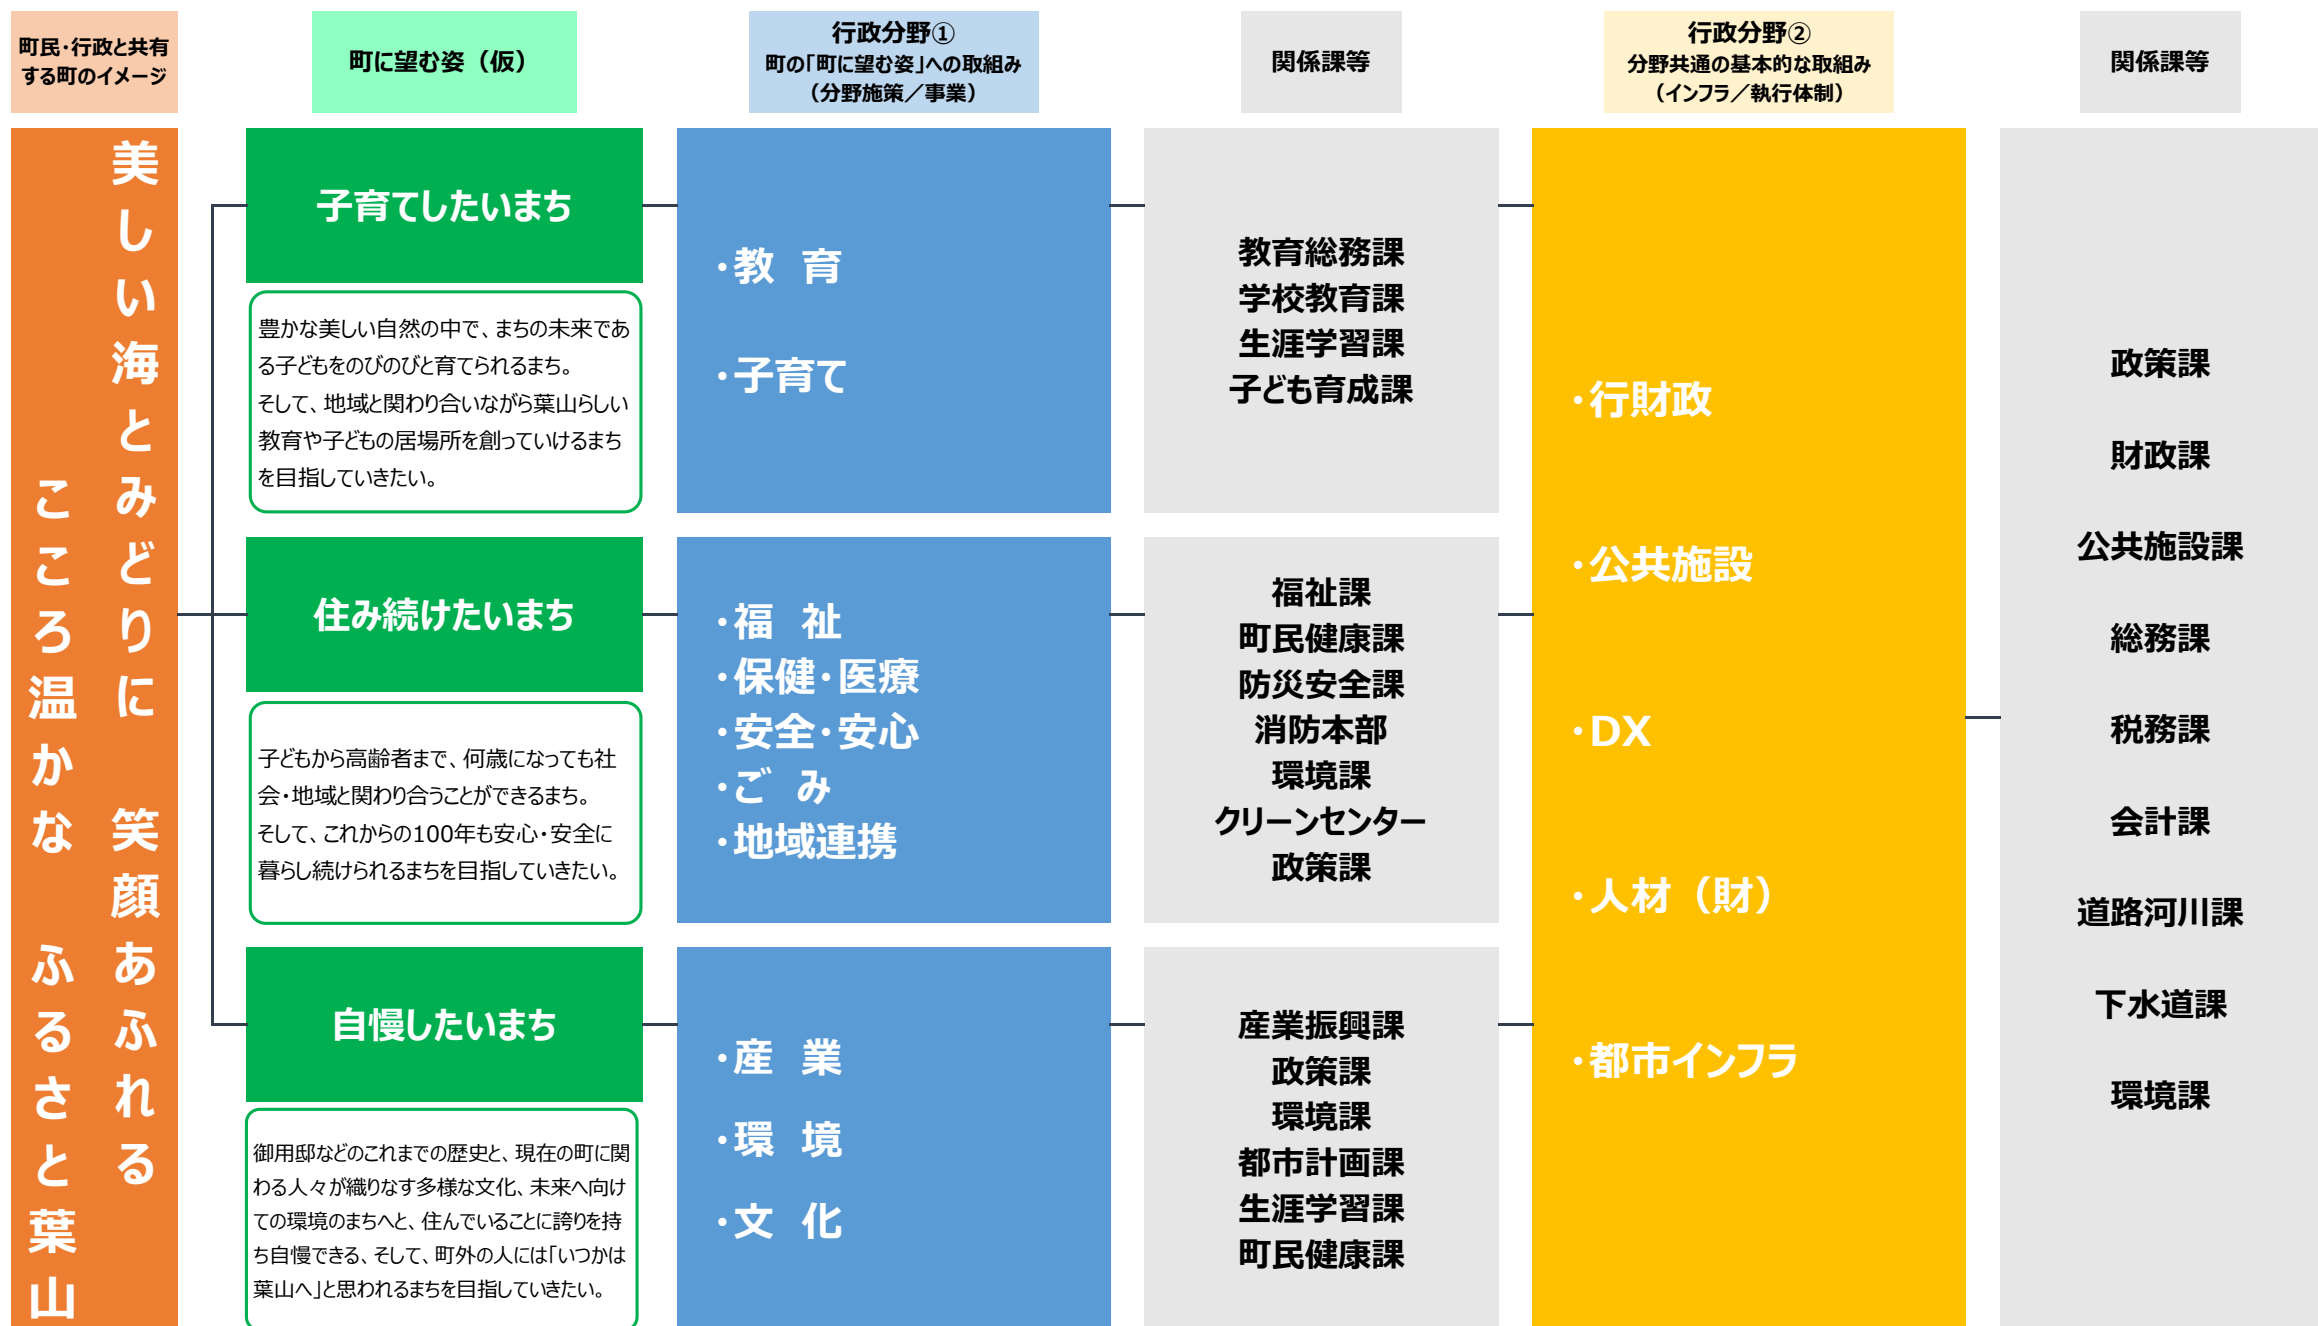 町民・行政と共有
する町のイメージ
町に望む姿（仮）
行政分野①
町の「町に望む姿」への取組み
（分野施策／事業）
関係課等
行政分野②
分野共通の基本的な取組み
（インフラ／執行体制）
関係課等
美しい海とみどりに　笑顔あふれる
こころ温かな　ふるさと葉山
子育てしたいまち
豊かな美しい自然の中で、まちの未来であ
る子どもをのびのびと育てられるまち。
そして、地域と関わり合いながら葉山らしい
教育や子どもの居場所を創っていけるまち
を目指していきたい。
・教　育
・子育て
教育総務課
学校教育課
生涯学習課
子ども育成課
住み続けたいまち
子どもから高齢者まで、何歳になっても社
会・地域と関わり合うことができるまち。
そして、これからの100年も安心・安全に
暮らし続けられるまちを目指していきたい。
・福　祉
・保健・医療
・安全・安心
・ご　み
・地域連携
福祉課
町民健康課
防災安全課
消防本部
環境課
クリーンセンター
政策課
自慢したいまち
御用邸などのこれまでの歴史と、現在の町に関
わる人々が織りなす多様な文化、未来へ向け
ての環境のまちへと、住んでいることに誇りを持
ち自慢できる、そして、町外の人には「いつかは
葉山へ」と思われるまちを目指していきたい。
・産　業
・環　境
・文　化
産業振興課
政策課
環境課
都市計画課
生涯学習課
町民健康課
・行財政
・公共施設
・DX
・人材（財）
・都市インフラ
政策課
財政課
公共施設課
総務課
税務課
会計課
道路河川課
下水道課
環境課